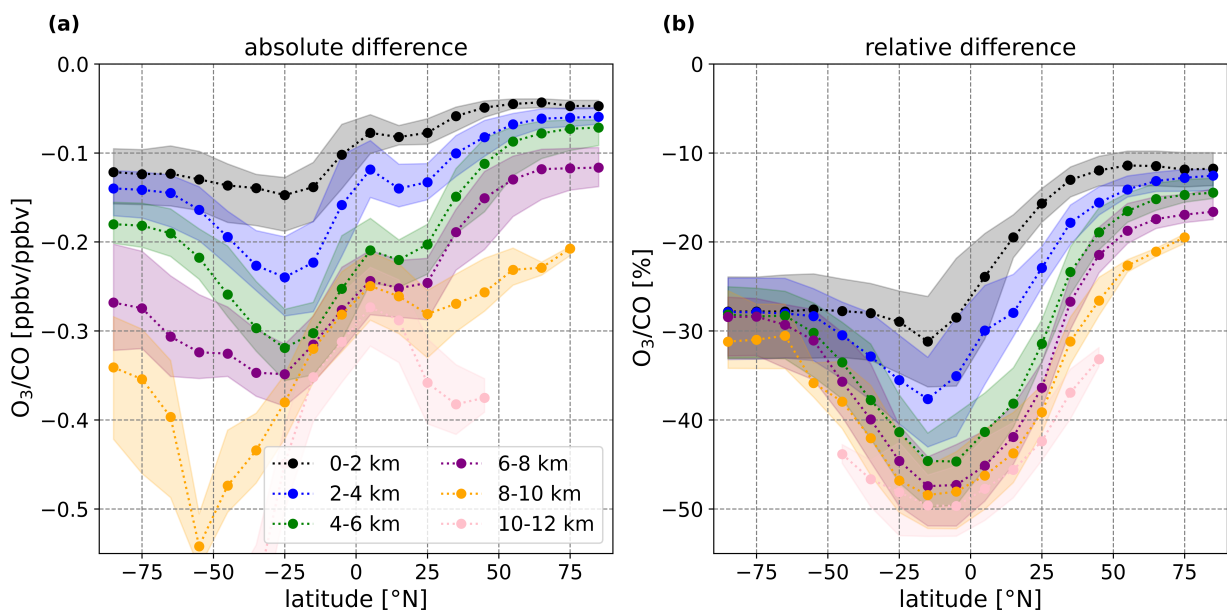 (a)
absolute difference
O₃/CO [ppbv/ppbv]
0.0
−0.1
−0.2
−0.3
−0.4
−0.5
−75 −50 −25 0 25 50 75
latitude [°N]
0-2 km
2-4 km
4-6 km
6-8 km
8-10 km
10-12 km
(b)
relative difference
O₃/CO [%]
0
−10
−20
−30
−40
−50
−75 −50 −25 0 25 50 75
latitude [°N]